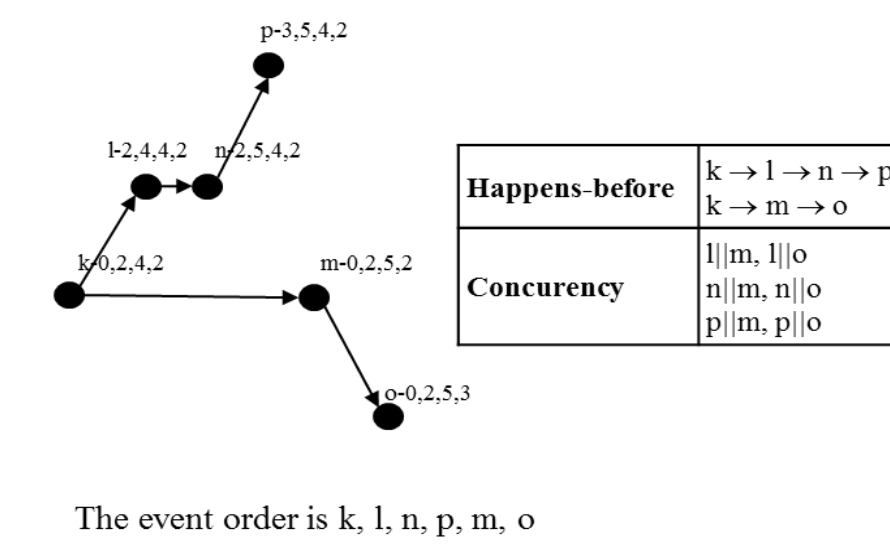 p-3,5,4,2
l-2,4,4,2 n-2,5,4,2
k-0,2,4,2 m-0,2,5,2
o-0,2,5,3
Happens-before
k → l → n → p
k → m → o
Concurency
l||m, l||o
n||m, n||o
p||m, p||o
The event order is k, l, n, p, m, o